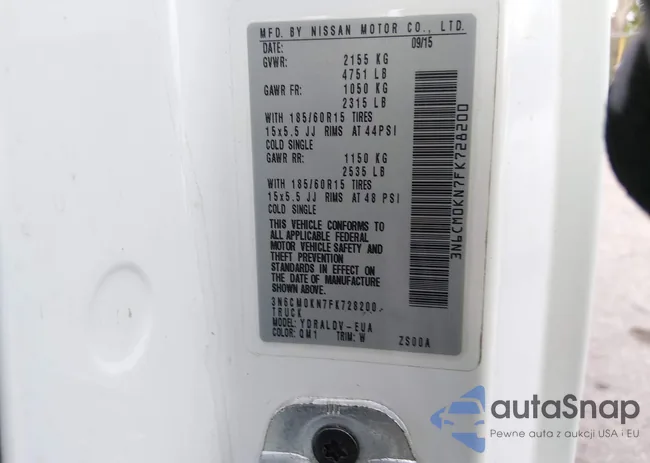 MFD. BY NISSAN MOTOR CO., LTD.
DATE: 09/15
GVWR: 2155 KG
4751 LB
GAWR FR: 1050 KG
2315 LB
WITH 185/60R15 TIRES
15x5.5 JJ RIMS AT 44PSI
COLD SINGLE
GAWR RR: 1150 KG
2535 LB
WITH 185/60R15 TIRES
15x5.5 JJ RIMS AT 48 PSI
COLD SINGLE
THIS VEHICLE CONFORMS TO
ALL APPLICABLE FEDERAL
MOTOR VEHICLE SAFETY AND
THEFT PREVENTION
STANDARDS IN EFFECT ON
THE DATE OF MANUFACTURE
SHOWN ABOVE.
3N6CM0KN7FK728200
TRUCK
MODEL: YDRALDV-EUA
COLOR: QM1 TRIM: W ZS00A
3N6CM0KN7FK728200
autaSnap
Pewne auta z aukcji USA i EU